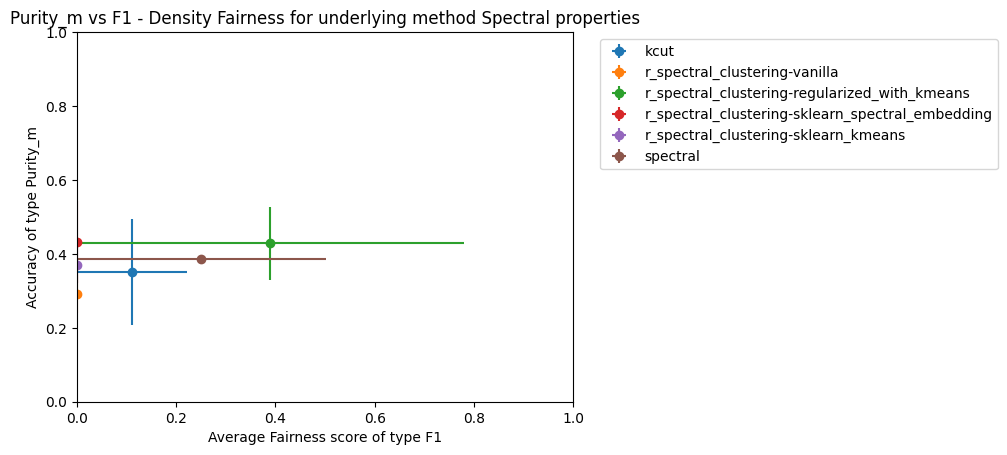 Purity_m vs F1 - Density Fairness for underlying method Spectral properties
1.0
0.8
0.6
0.4
0.2
0.0
Accuracy of type Purity_m
0.0 0.2 0.4 0.6 0.8 1.0
Average Fairness score of type F1
kcut
r_spectral_clustering-vanilla
r_spectral_clustering-regularized_with_kmeans
r_spectral_clustering-sklearn_spectral_embedding
r_spectral_clustering-sklearn_kmeans
spectral